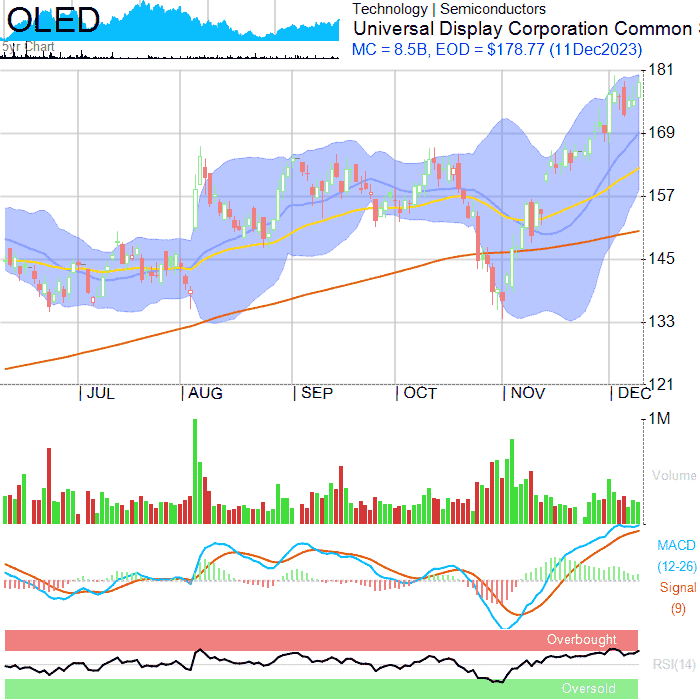 OLED
5yr Chart
Technology | Semiconductors
Universal Display Corporation Common
MC = 8.5B, EOD = $178.77 (11Dec2023)
181
169
157
145
133
121
JUL AUG SEP OCT NOV DEC
1M
Volume
MACD
(12-26)
Signal
(9)
Overbought
RSI(14)
Oversold